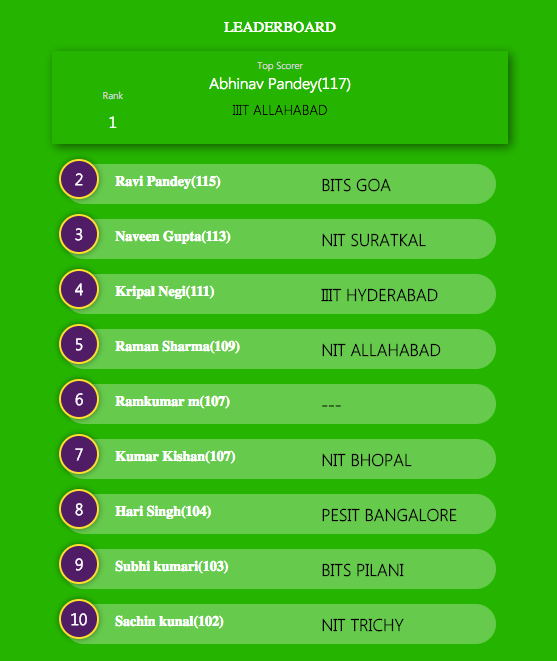 LEADERBOARD
Top Scorer
Abhinav Pandey(117)
Rank
IIIT ALLAHABAD
1
2 Ravi Pandey(115) BITS GOA
3 Naveen Gupta(113) NIT SURATKAL
4 Kripal Negi(111) IIIT HYDERABAD
5 Raman Sharma(109) NIT ALLAHABAD
6 Ramkumar m(107) ---
7 Kumar Kishan(107) NIT BHOPAL
8 Hari Singh(104) PESIT BANGALORE
9 Subhi kumari(103) BITS PILANI
10 Sachin kunal(102) NIT TRICHY